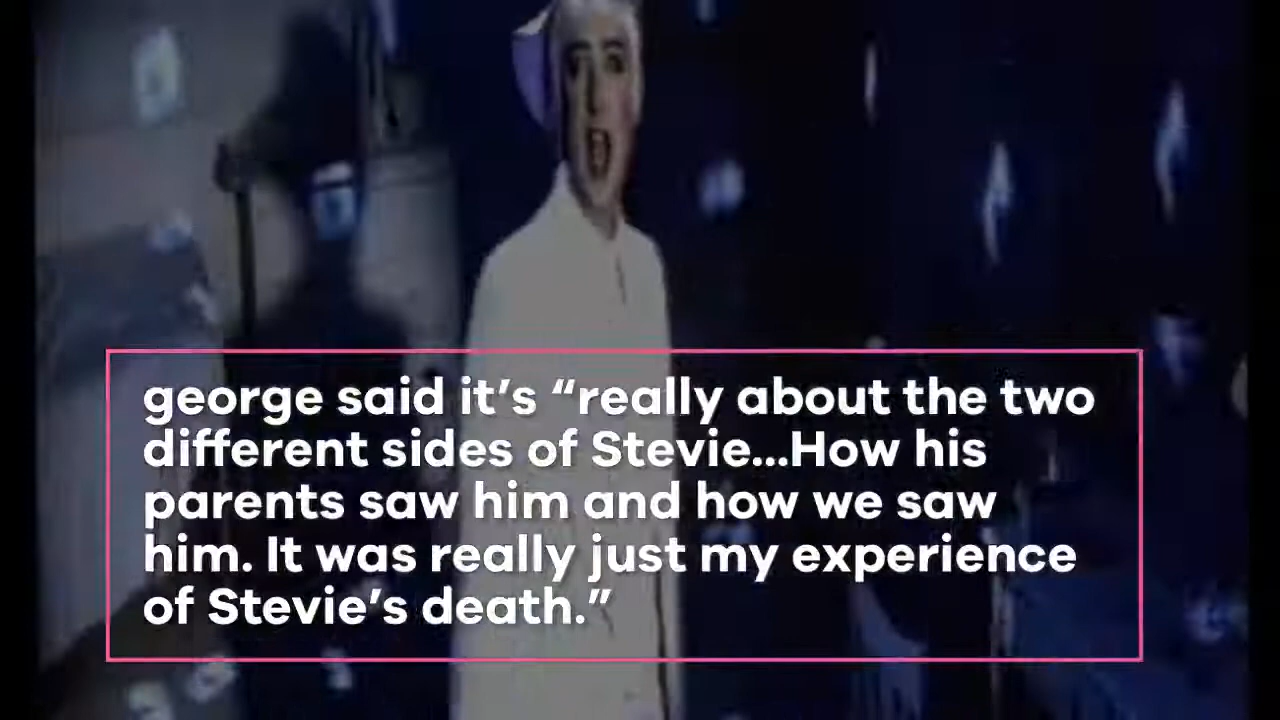 george said it’s “really about the two
different sides of Stevie...How his
parents saw him and how we saw
him. It was really just my experience
of Stevie’s death.”